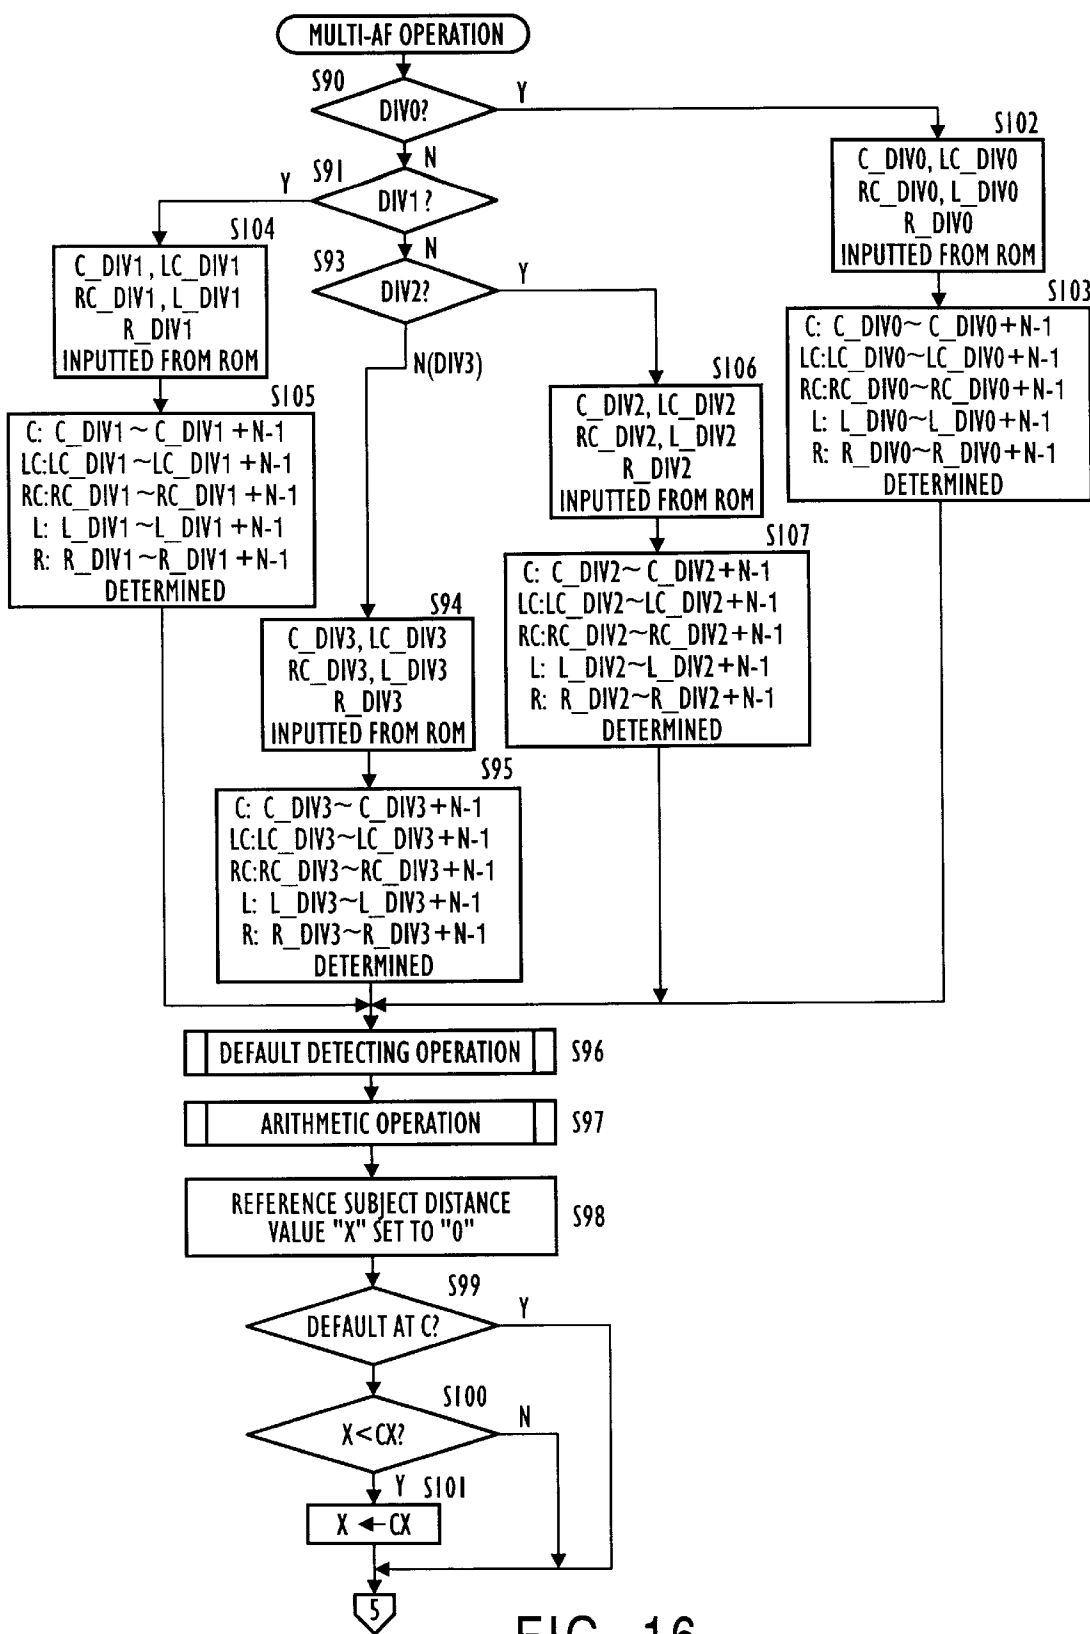 MULTI-AF OPERATION
S90
DIV0?
Y
N
S91
DIV1?
Y
N
S93
DIV2?
Y
N(DIV3)
S102
C_DIV0, LC_DIV0
RC_DIV0, L_DIV0
R_DIV0
INPUTTED FROM ROM
S103
C: C_DIV0~ C_DIV0+N-1
LC:LC_DIV0~LC_DIV0+N-1
RC:RC_DIV0~RC_DIV0+N-1
L: L_DIV0~L_DIV0+N-1
R: R_DIV0~R_DIV0+N-1
DETERMINED
S104
C_DIV1, LC_DIV1
RC_DIV1, L_DIV1
R_DIV1
INPUTTED FROM ROM
S105
C: C_DIV1~ C_DIV1+N-1
LC:LC_DIV1~LC_DIV1+N-1
RC:RC_DIV1~RC_DIV1+N-1
L: L_DIV1~L_DIV1+N-1
R: R_DIV1~R_DIV1+N-1
DETERMINED
S106
C_DIV2, LC_DIV2
RC_DIV2, L_DIV2
R_DIV2
INPUTTED FROM ROM
S107
C: C_DIV2~ C_DIV2+N-1
LC:LC_DIV2~LC_DIV2+N-1
RC:RC_DIV2~RC_DIV2+N-1
L: L_DIV2~L_DIV2+N-1
R: R_DIV2~R_DIV2+N-1
DETERMINED
S94
C_DIV3, LC_DIV3
RC_DIV3, L_DIV3
R_DIV3
INPUTTED FROM ROM
S95
C: C_DIV3~ C_DIV3+N-1
LC:LC_DIV3~LC_DIV3+N-1
RC:RC_DIV3~RC_DIV3+N-1
L: L_DIV3~L_DIV3+N-1
R: R_DIV3~R_DIV3+N-1
DETERMINED
DEFAULT DETECTING OPERATION
S96
ARITHMETIC OPERATION
S97
REFERENCE SUBJECT DISTANCE
VALUE "X" SET TO "0"
S98
S99
DEFAULT AT C?
Y
S100
X<CX?
N
Y
S101
X ← CX
5
FIG. 16